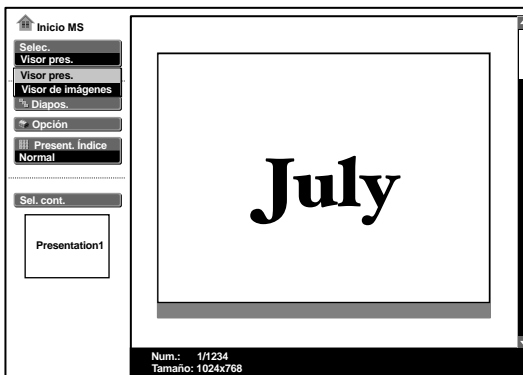 Inicio MS
Selec.
Visor pres.
Visor pres.
Visor de imágenes
Diapos.
Opción
Present. Índice
Normal
Sel. cont.
Presentation1
July
Num.: 1/1234
Tamaño: 1024x768